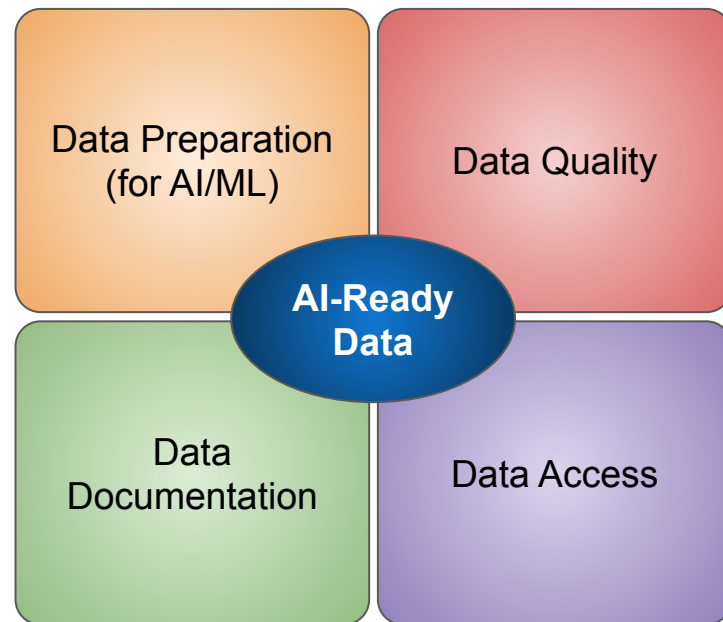 Data Preparation
(for AI/ML)
Data Quality
AI-Ready
Data
Data
Documentation
Data Access